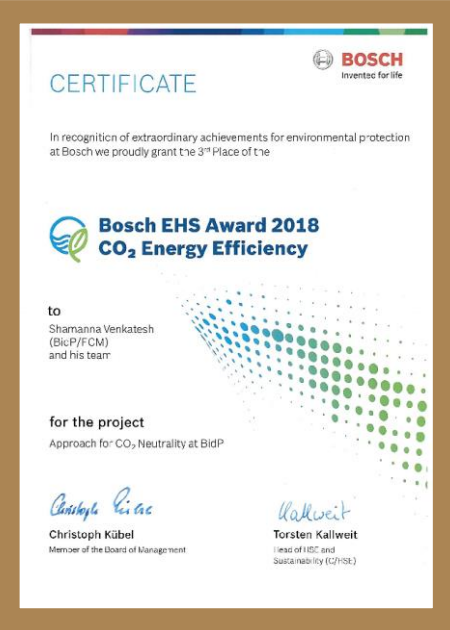 BOSCH
Invented for life
CERTIFICATE
In recognition of extraordinary achievements for environmental protection
at Bosch we proudly grant the 3rd Place of the
Bosch EHS Award 2018
CO₂ Energy Efficiency
to
Shamanna Venkatesh
(BicP/FCM)
and his team
for the project
Approach for CO₂ Neutrality at BidP
Christoph Kübel
Member of the Board of Management
Kallweit
Torsten Kallweit
Head of HSE and
Sustainability (C/HSE)